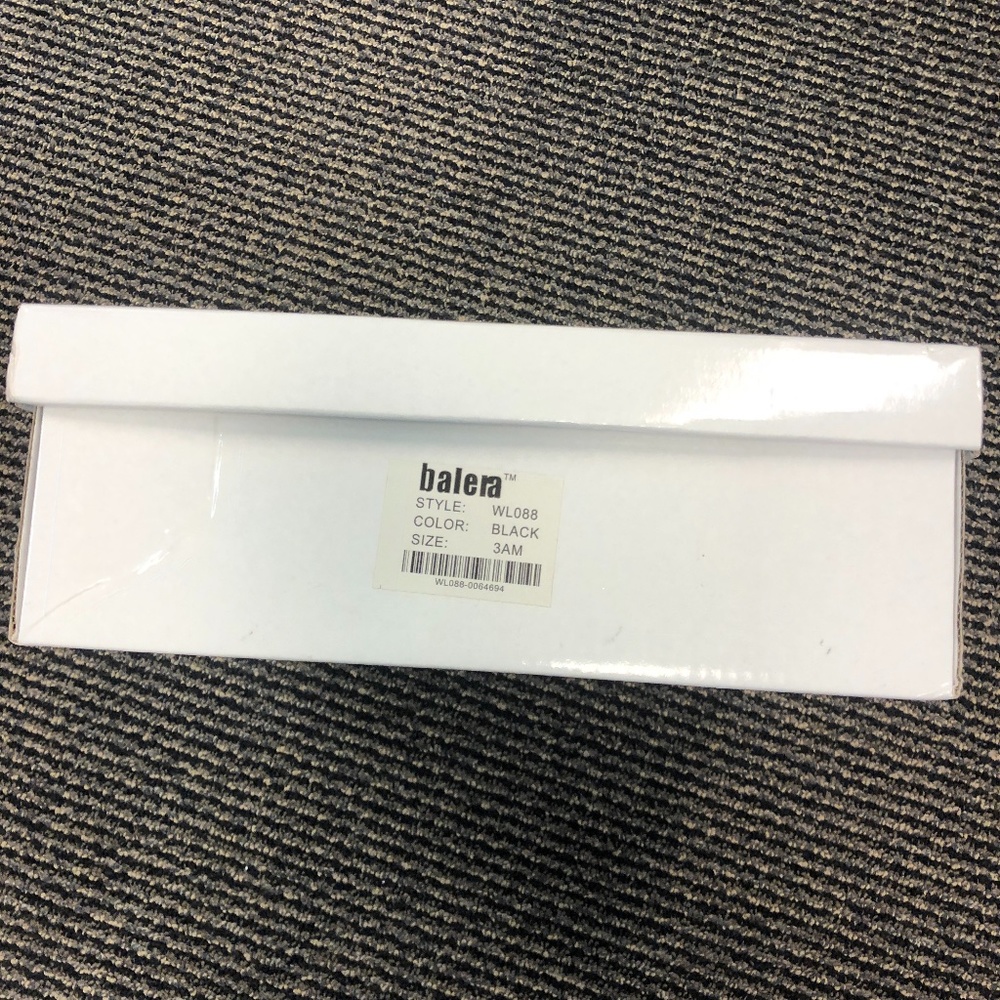 balera™
STYLE: WL088
COLOR: BLACK
SIZE: 3AM
WL088-0064694